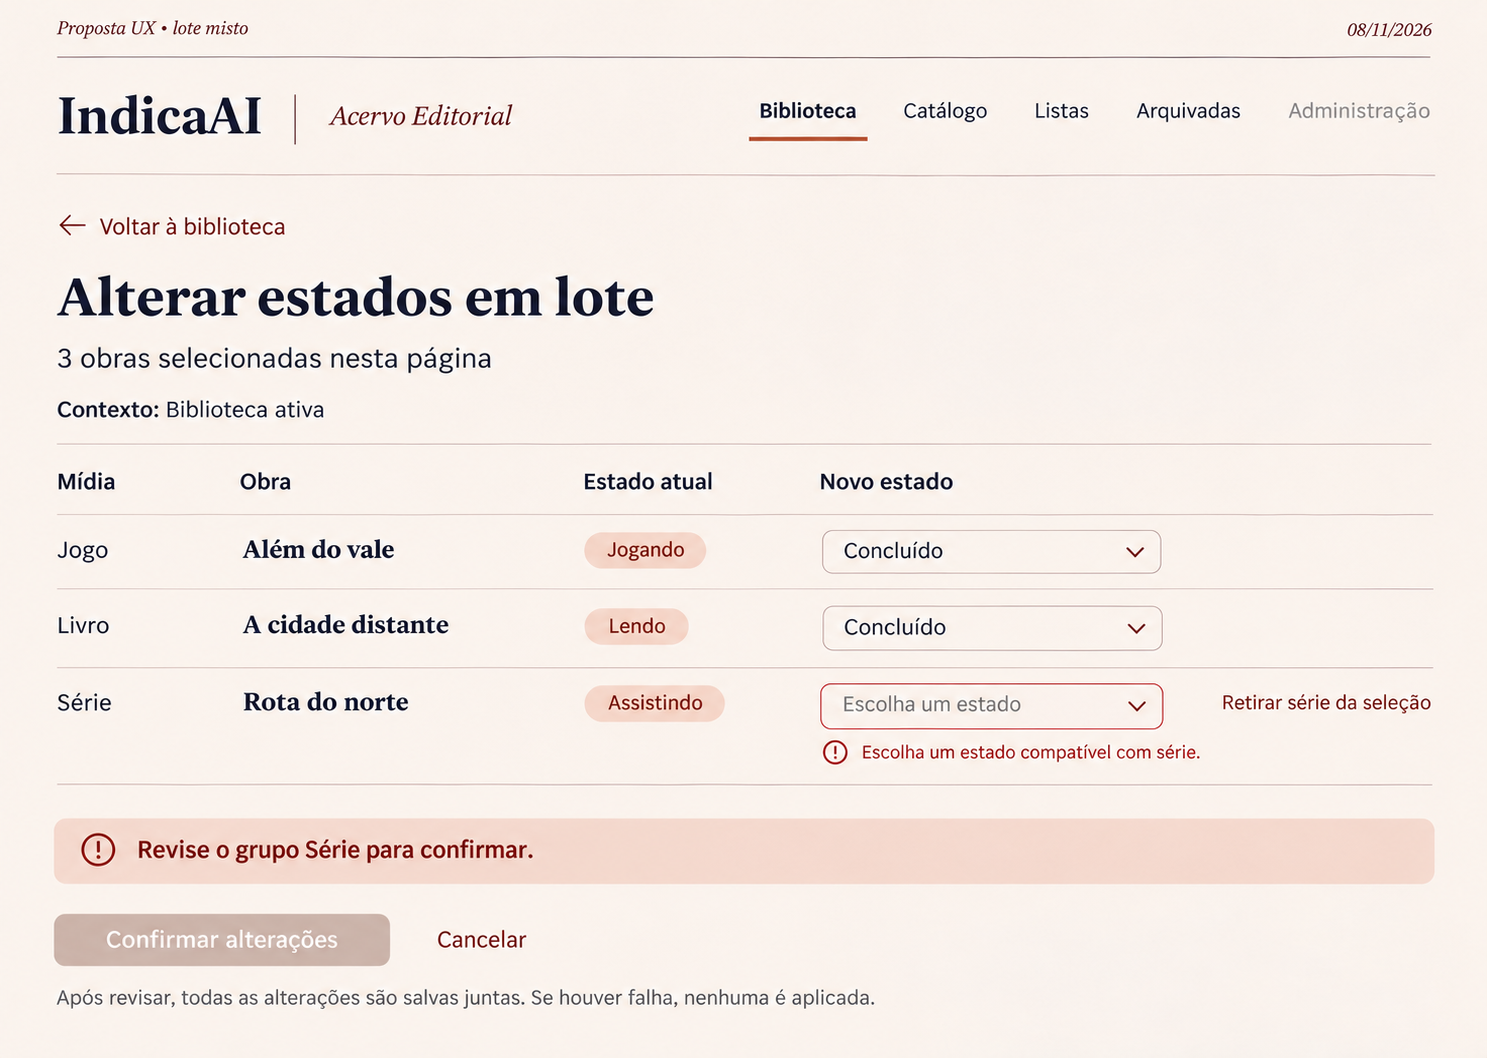 Proposta UX • lote misto
08/11/2026
IndicaAI
Acervo Editorial
Biblioteca
Catálogo
Listas
Arquivadas
Administração
← Voltar à biblioteca
Alterar estados em lote
3 obras selecionadas nesta página
Contexto: Biblioteca ativa
Mídia
Obra
Estado atual
Novo estado
Jogo
Além do vale
Jogando
Concluído
Livro
A cidade distante
Lendo
Concluído
Série
Rota do norte
Assistindo
Escolha um estado
Retirar série da seleção
Escolha um estado compatível com série.
Revise o grupo Série para confirmar.
Confirmar alterações
Cancelar
Após revisar, todas as alterações são salvas juntas. Se houver falha, nenhuma é aplicada.